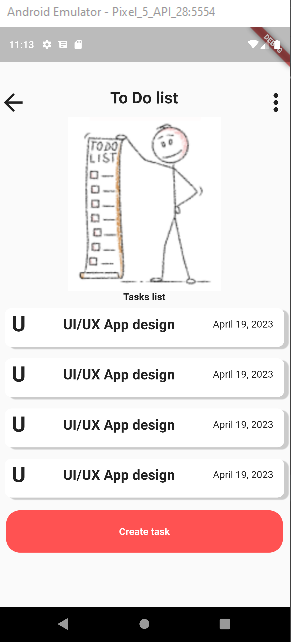 Android Emulator - Pixel_5_API_28:5554
11:13
DEBUG
To Do list
TODO
LIST
Tasks list
U UI/UX App design April 19, 2023
U UI/UX App design April 19, 2023
U UI/UX App design April 19, 2023
U UI/UX App design April 19, 2023
Create task